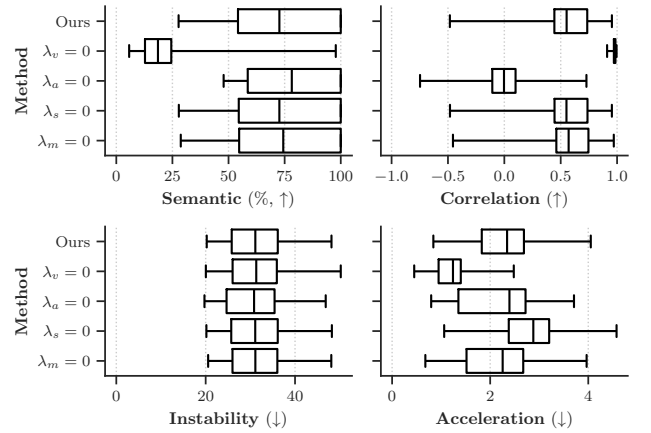 Method
Ours
λᵥ = 0
λₐ = 0
λₛ = 0
λₘ = 0
0 25 50 75 100
Semantic (%, ↑)
−1.0 −0.5 0.0 0.5 1.0
Correlation (↑)
Method
Ours
λᵥ = 0
λₐ = 0
λₛ = 0
λₘ = 0
0 20 40
Instability (↓)
0 2 4
Acceleration (↓)